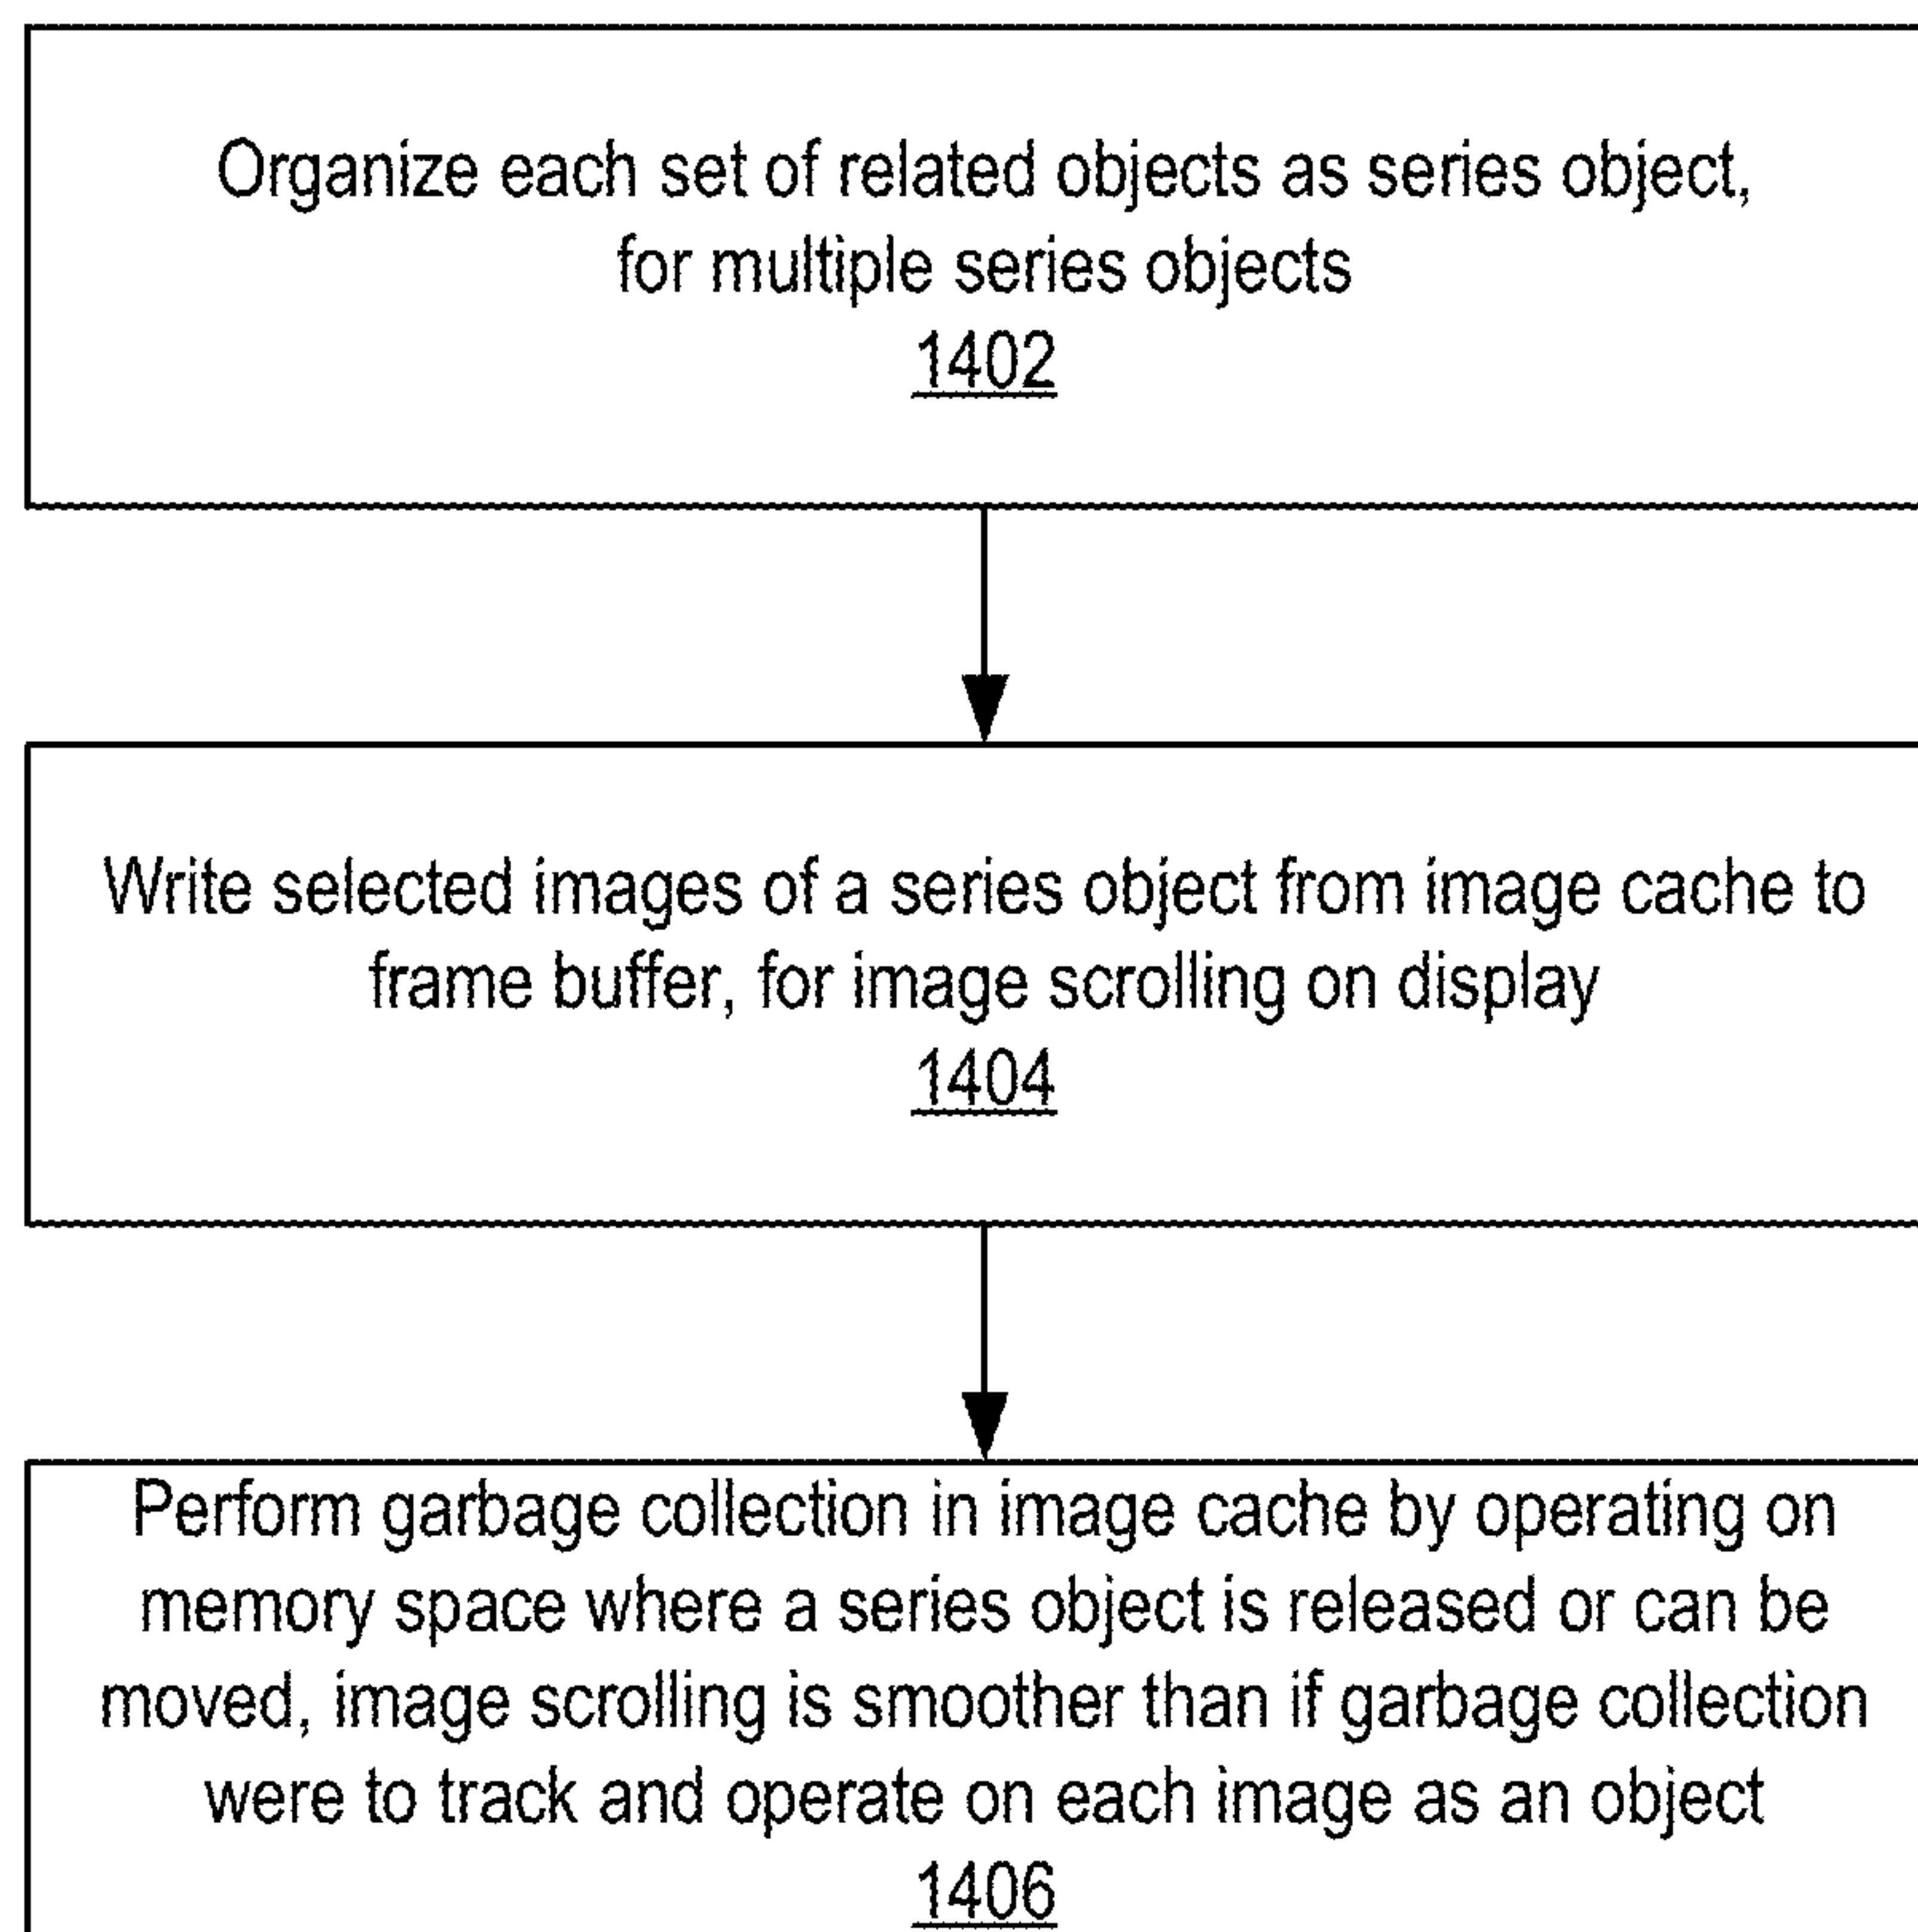 Organize each set of related objects as series object,
for multiple series objects
1402
Write selected images of a series object from image cache to
frame buffer, for image scrolling on display
1404
Perform garbage collection in image cache by operating on
memory space where a series object is released or can be
moved, image scrolling is smoother than if garbage collection
were to track and operate on each image as an object
1406